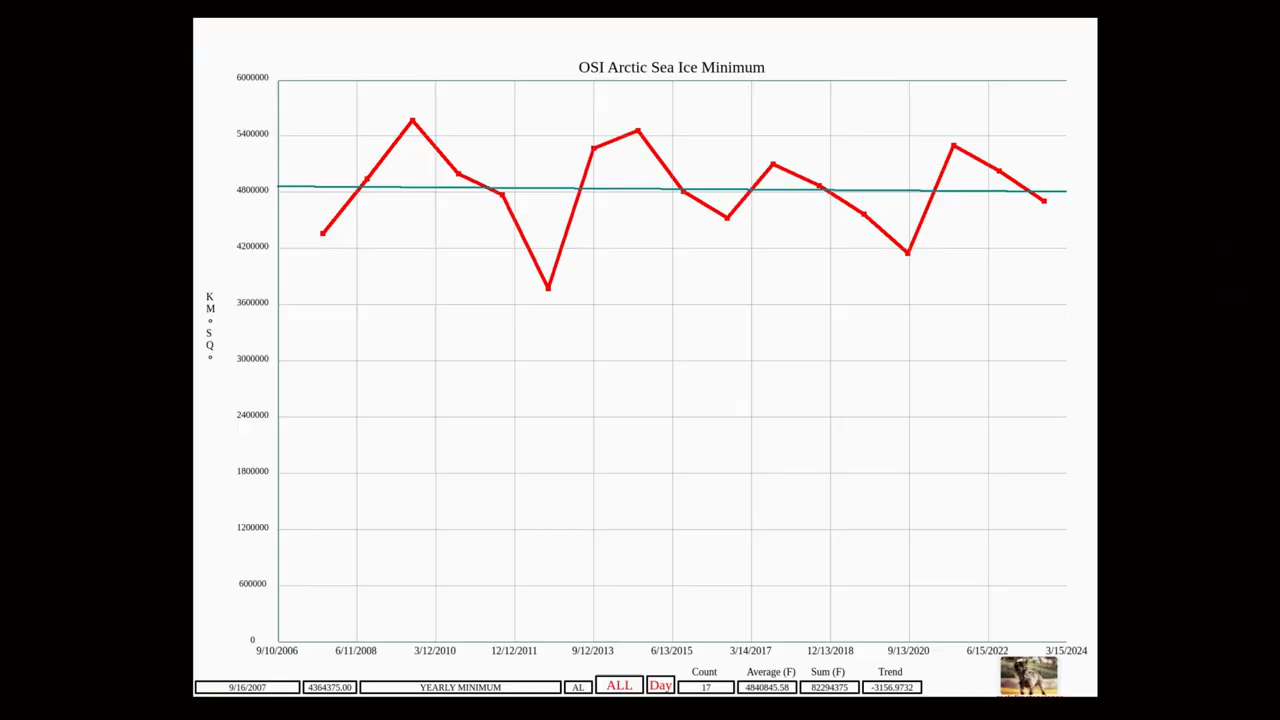 OSI Arctic Sea Ice Minimum
6000000
5400000
4800000
4200000
3600000
3000000
2400000
1800000
1200000
600000
0
K
M
°
S
Q
°
9/10/2006 6/11/2008 3/12/2010 12/12/2011 9/12/2013 6/13/2015 3/14/2017 12/13/2018 9/13/2020 6/15/2022 3/15/2024
Count Average (F) Sum (F) Trend
9/16/2007 4364375.00 YEARLY MINIMUM AL ALL Day 17 4840845.58 82294375 -3156.9732